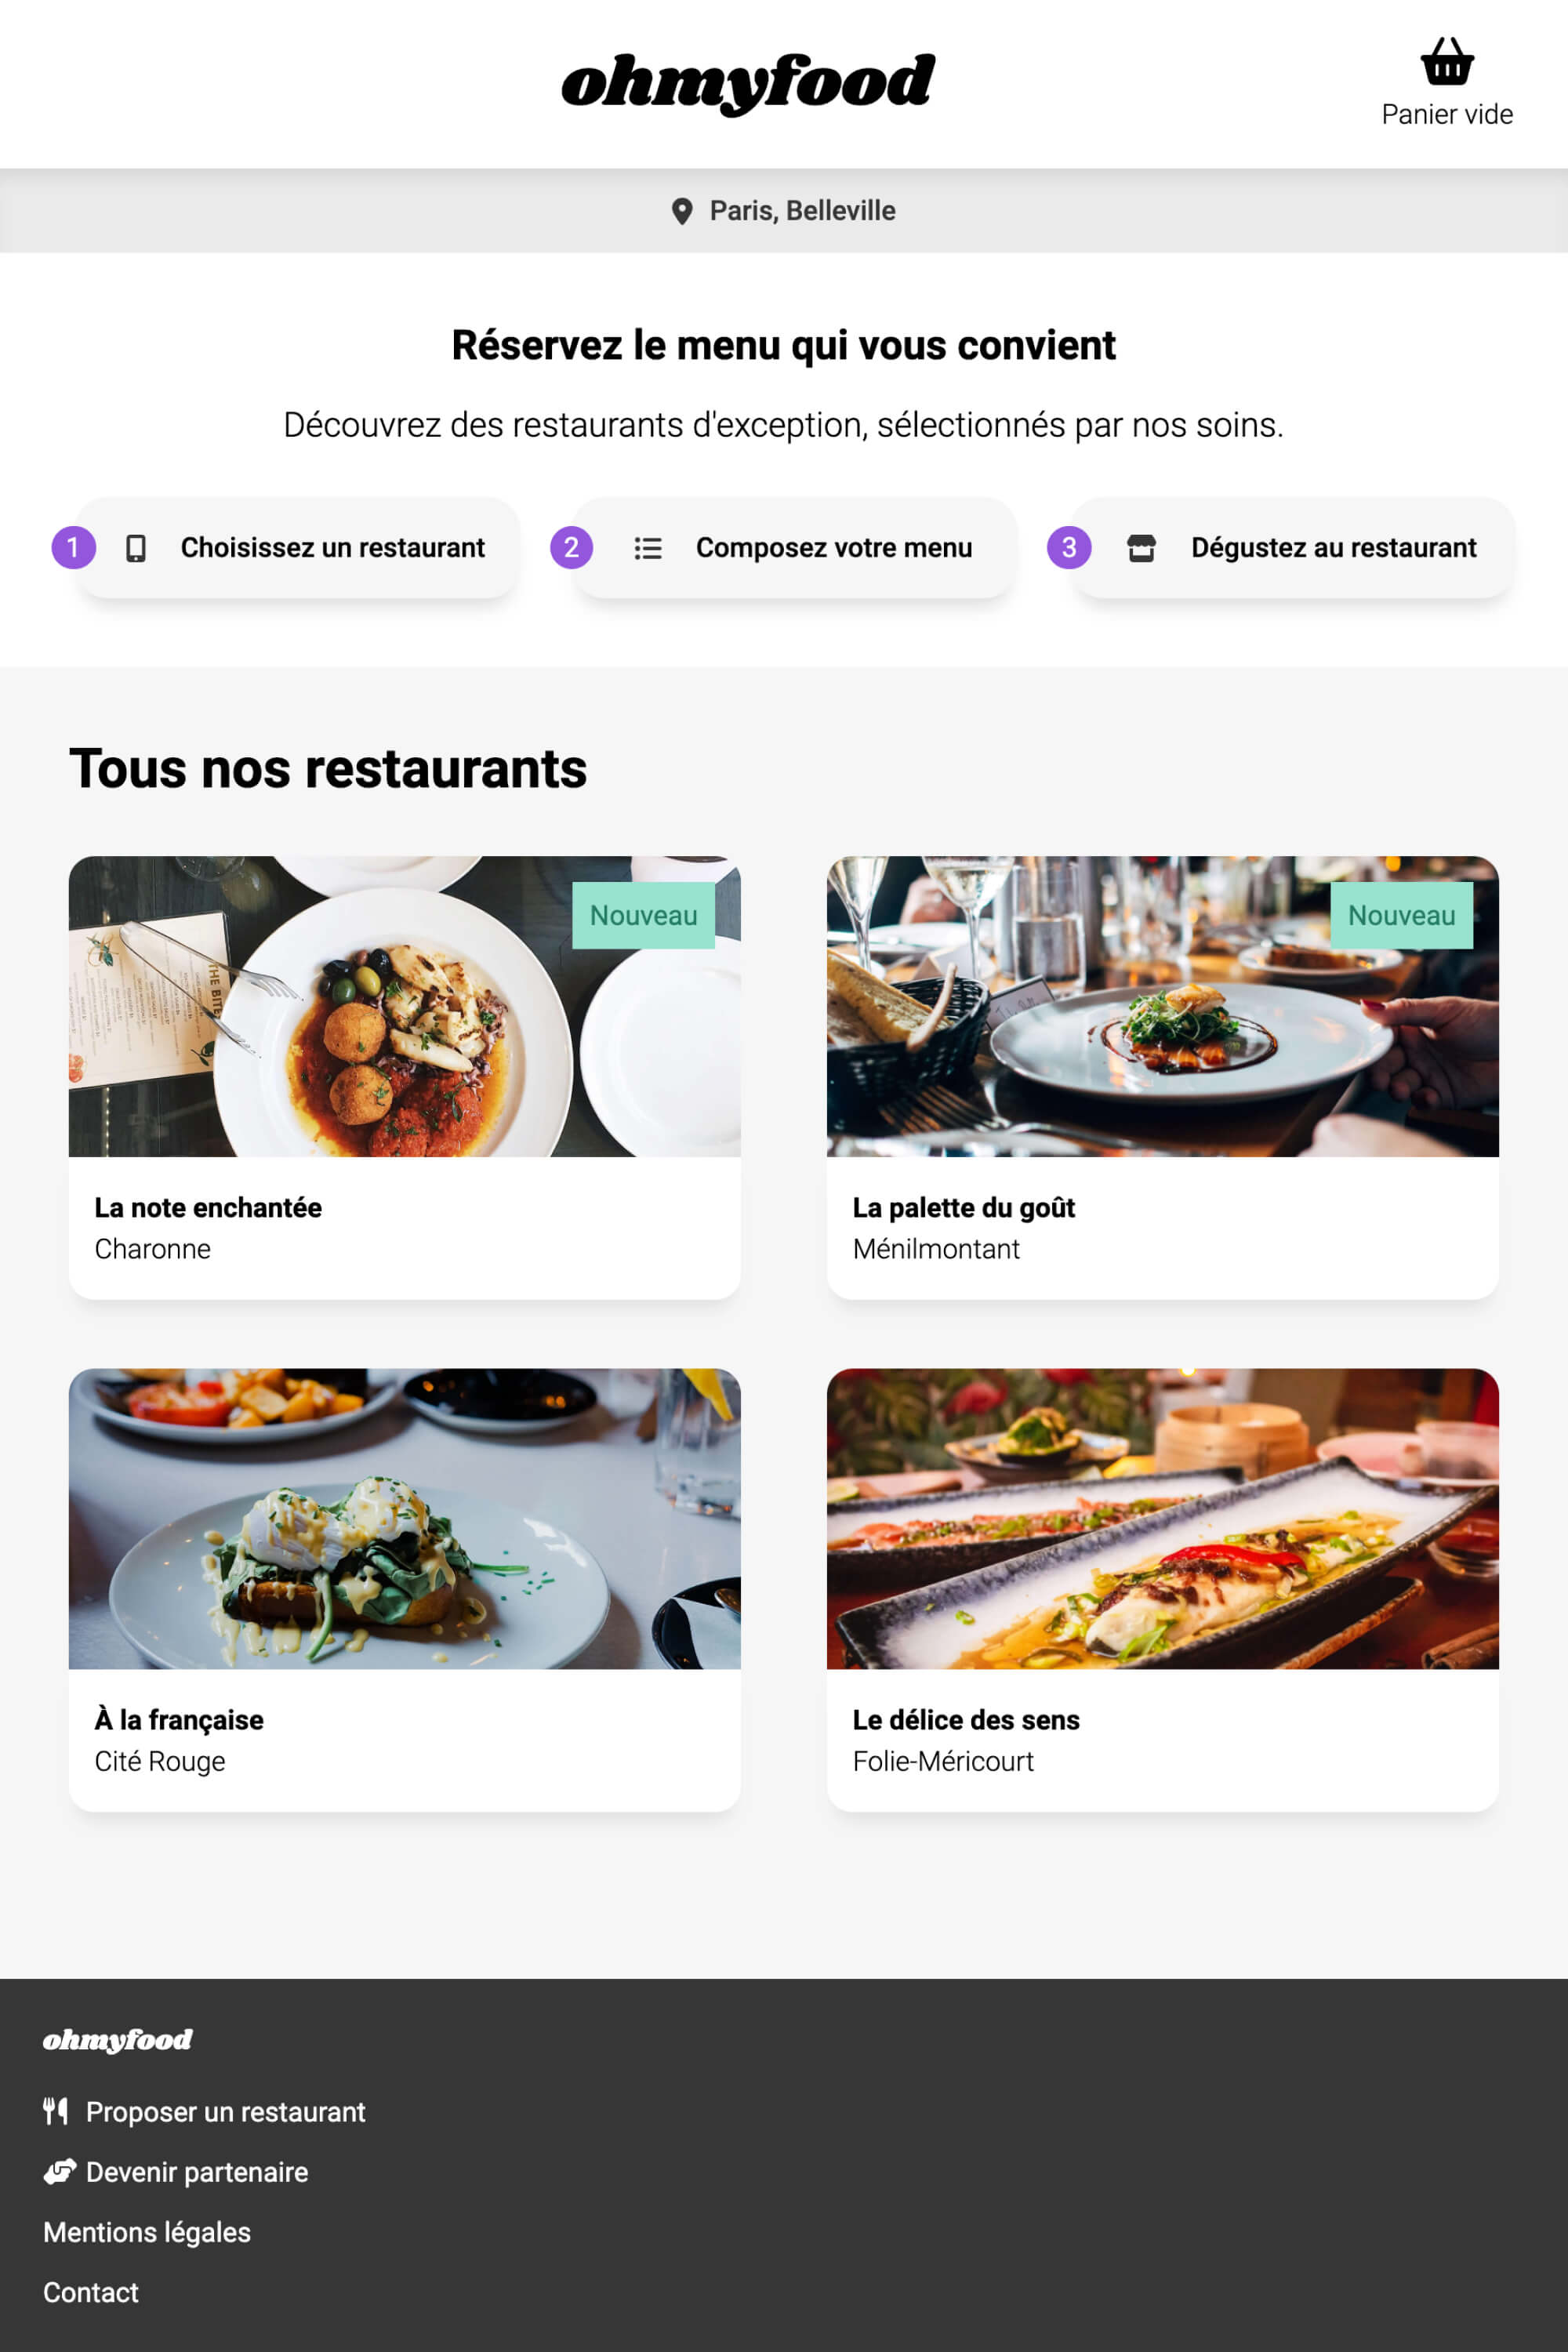 ohmyfood
Panier vide
Paris, Belleville
Réservez le menu qui vous convient
Découvrez des restaurants d'exception, sélectionnés par nos soins.
1 Choisissez un restaurant
2 Composez votre menu
3 Dégustez au restaurant
Tous nos restaurants
Nouveau
THE BITE
La note enchantée
Charonne
Nouveau
La palette du goût
Ménilmontant
À la française
Cité Rouge
Le délice des sens
Folie-Méricourt
ohmyfood
Proposer un restaurant
Devenir partenaire
Mentions légales
Contact